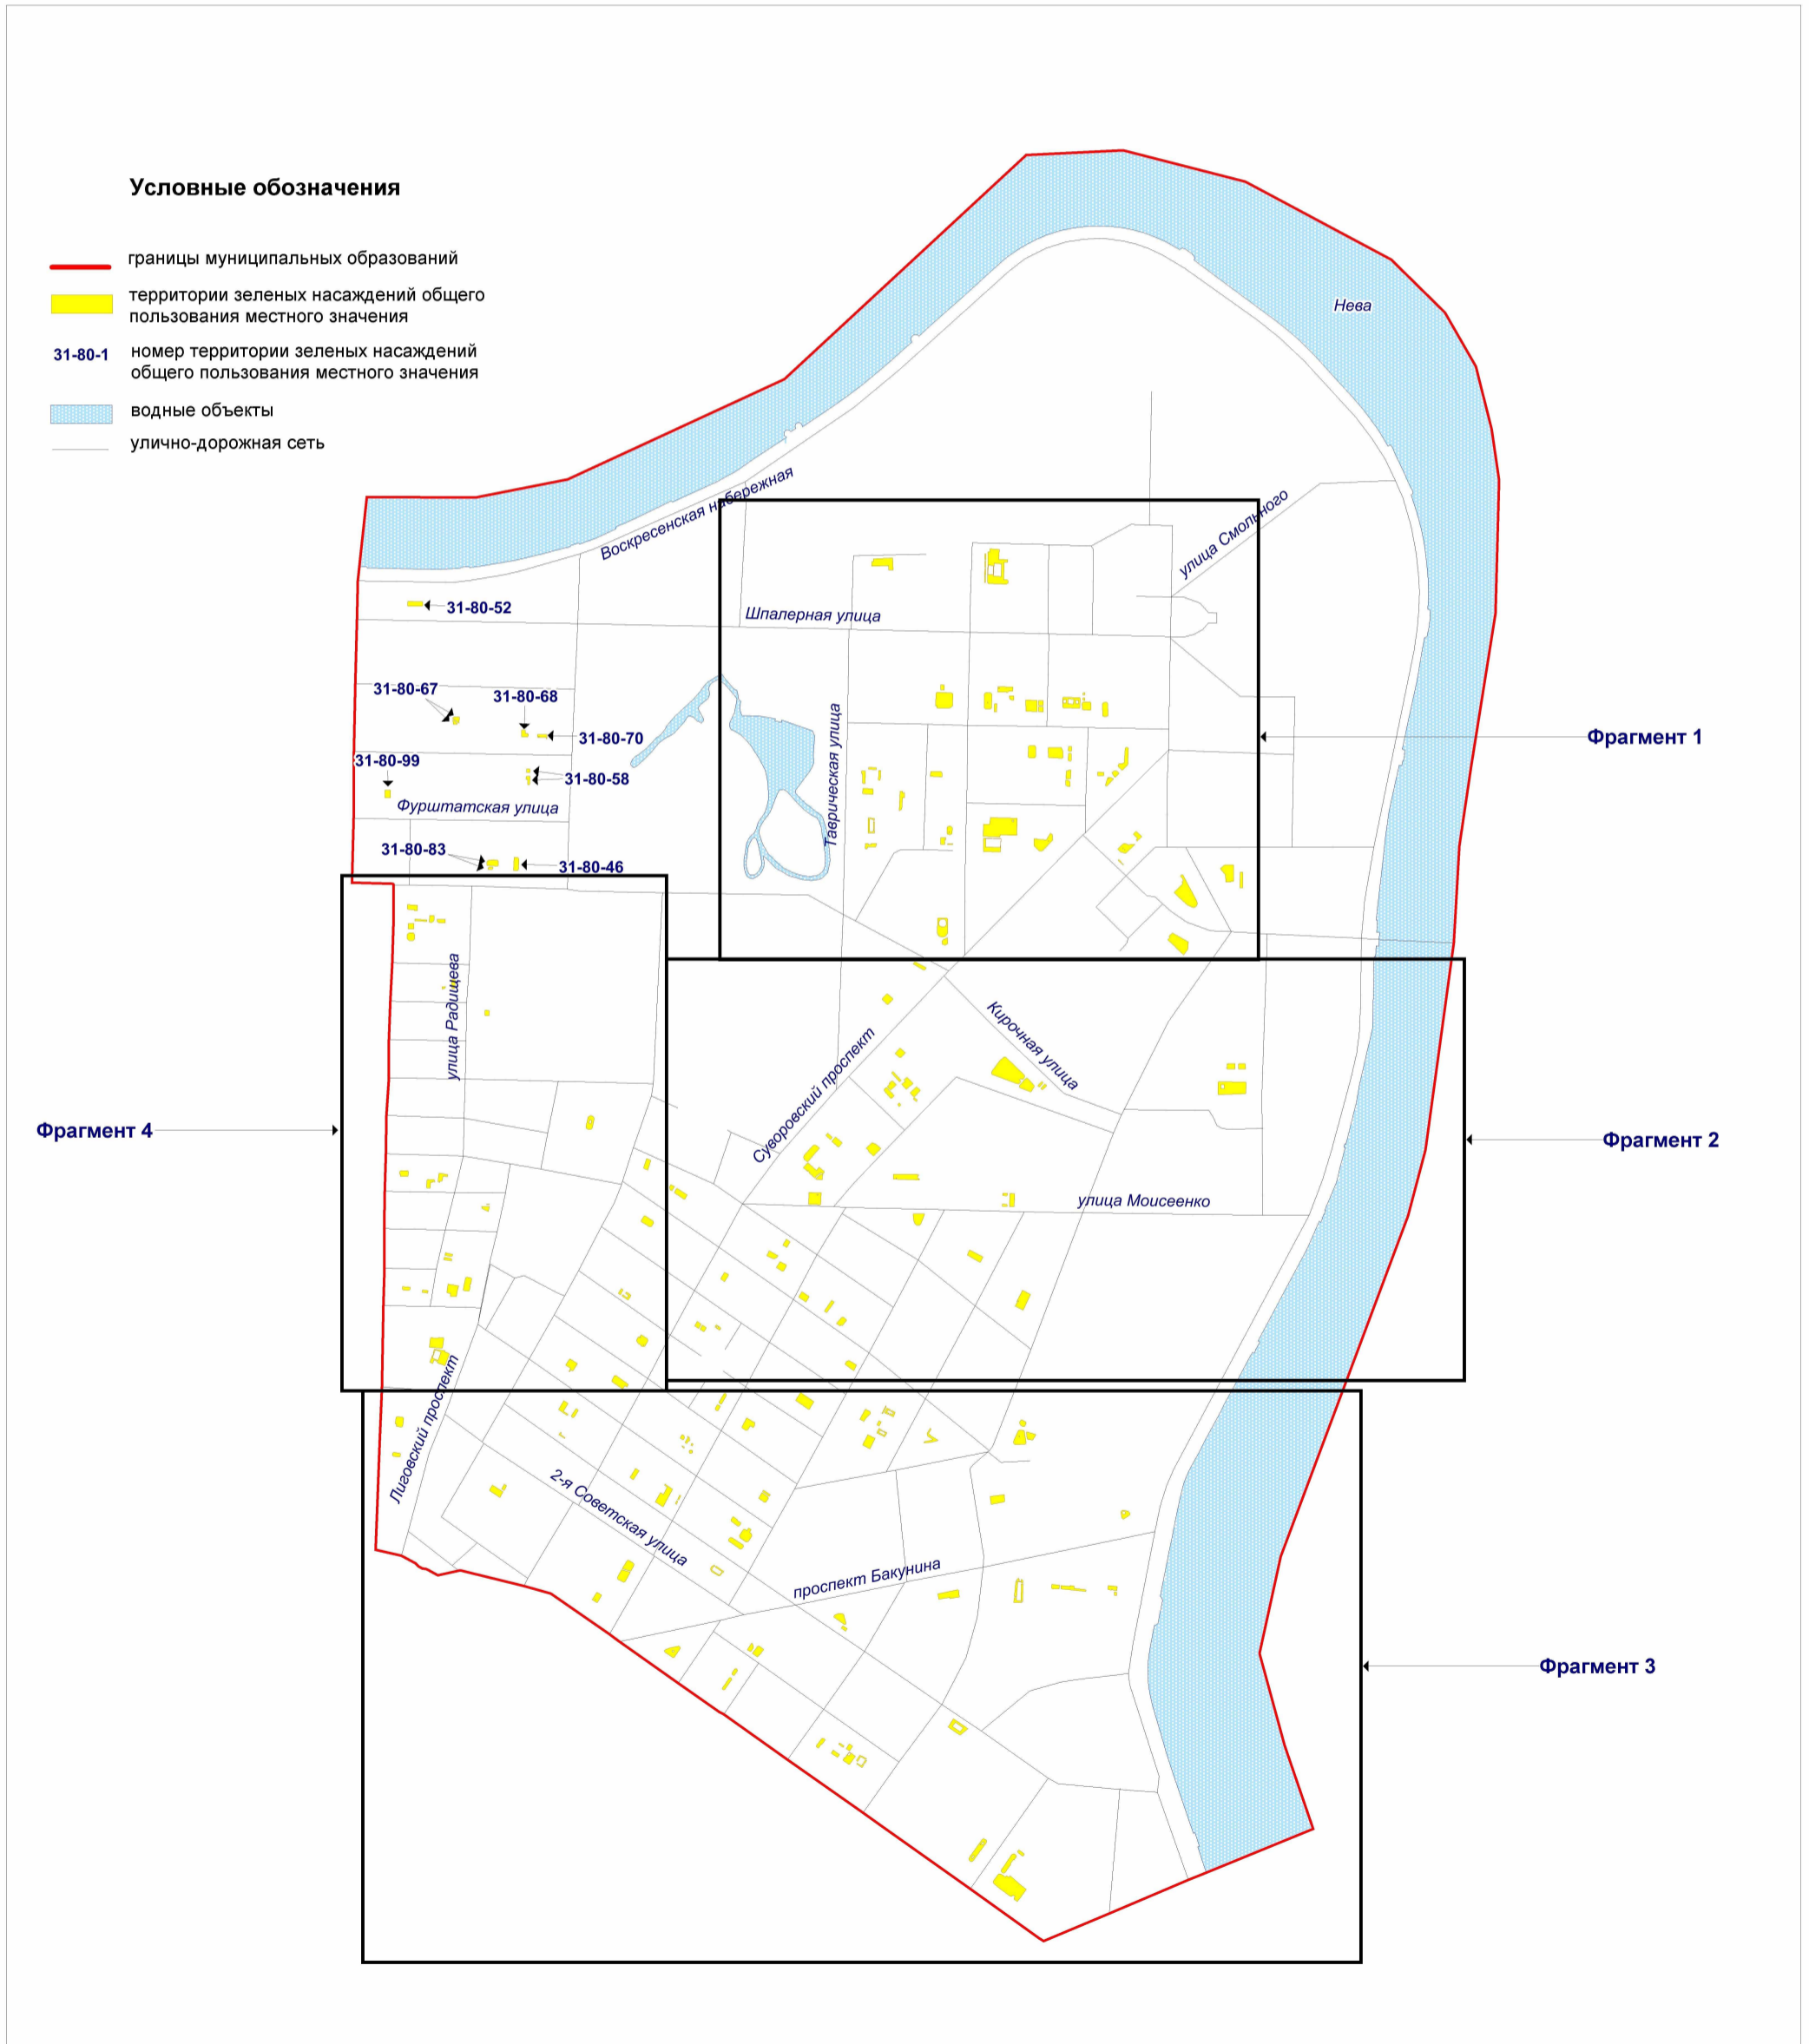 Условные обозначения
границы муниципальных образований
территории зеленых насаждений общего
пользования местного значения
31-80-1
номер территории зеленых насаждений
общего пользования местного значения
водные объекты
улично-дорожная сеть
Нева
Воскресенская набережная
улица Смольного
31-80-52
Шпалерная улица
31-80-67
31-80-68
31-80-70
Таврическая улица
Фрагмент 1
31-80-99
31-80-58
Фурштатская улица
31-80-83
31-80-46
улица Радищева
Кирочная улица
Суворовский проспект
Фрагмент 4
Фрагмент 2
улица Моисеенко
Лиговский проспект
2-я Советская улица
проспект Бакунина
Фрагмент 3